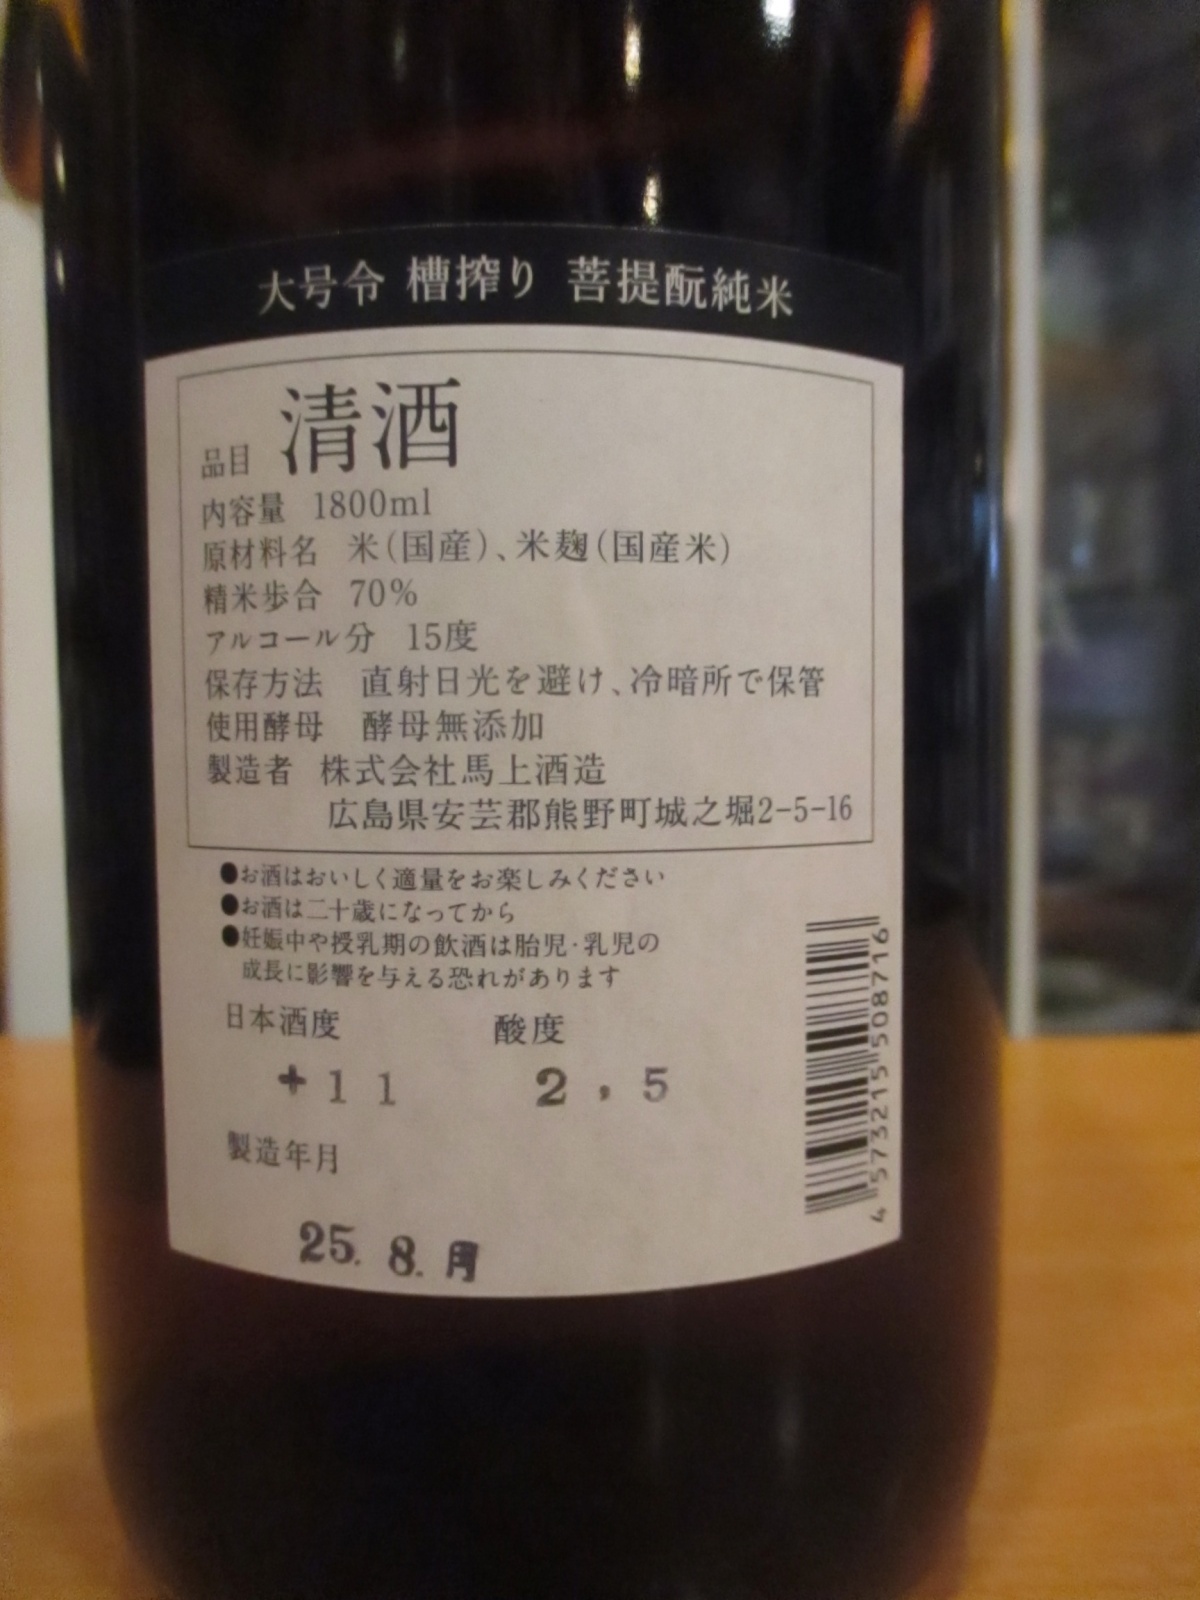 大号令 槽搾り 菩提酛純米
品目 清酒
内容量 1800ml
原材料名 米(国産)、米麹(国産米)
精米歩合 70%
アルコール分 15度
保存方法 直射日光を避け、冷暗所で保管
使用酵母 酵母無添加
製造者 株式会社馬上酒造
広島県安芸郡熊野町城之堀2-5-16
●お酒はおいしく適量をお楽しみください
●お酒は二十歳になってから
●妊娠中や授乳期の飲酒は胎児・乳児の
成長に影響を与える恐れがあります
日本酒度 酸度
+11 2,5
製造年月
25. 8. 月
4 573215 508716